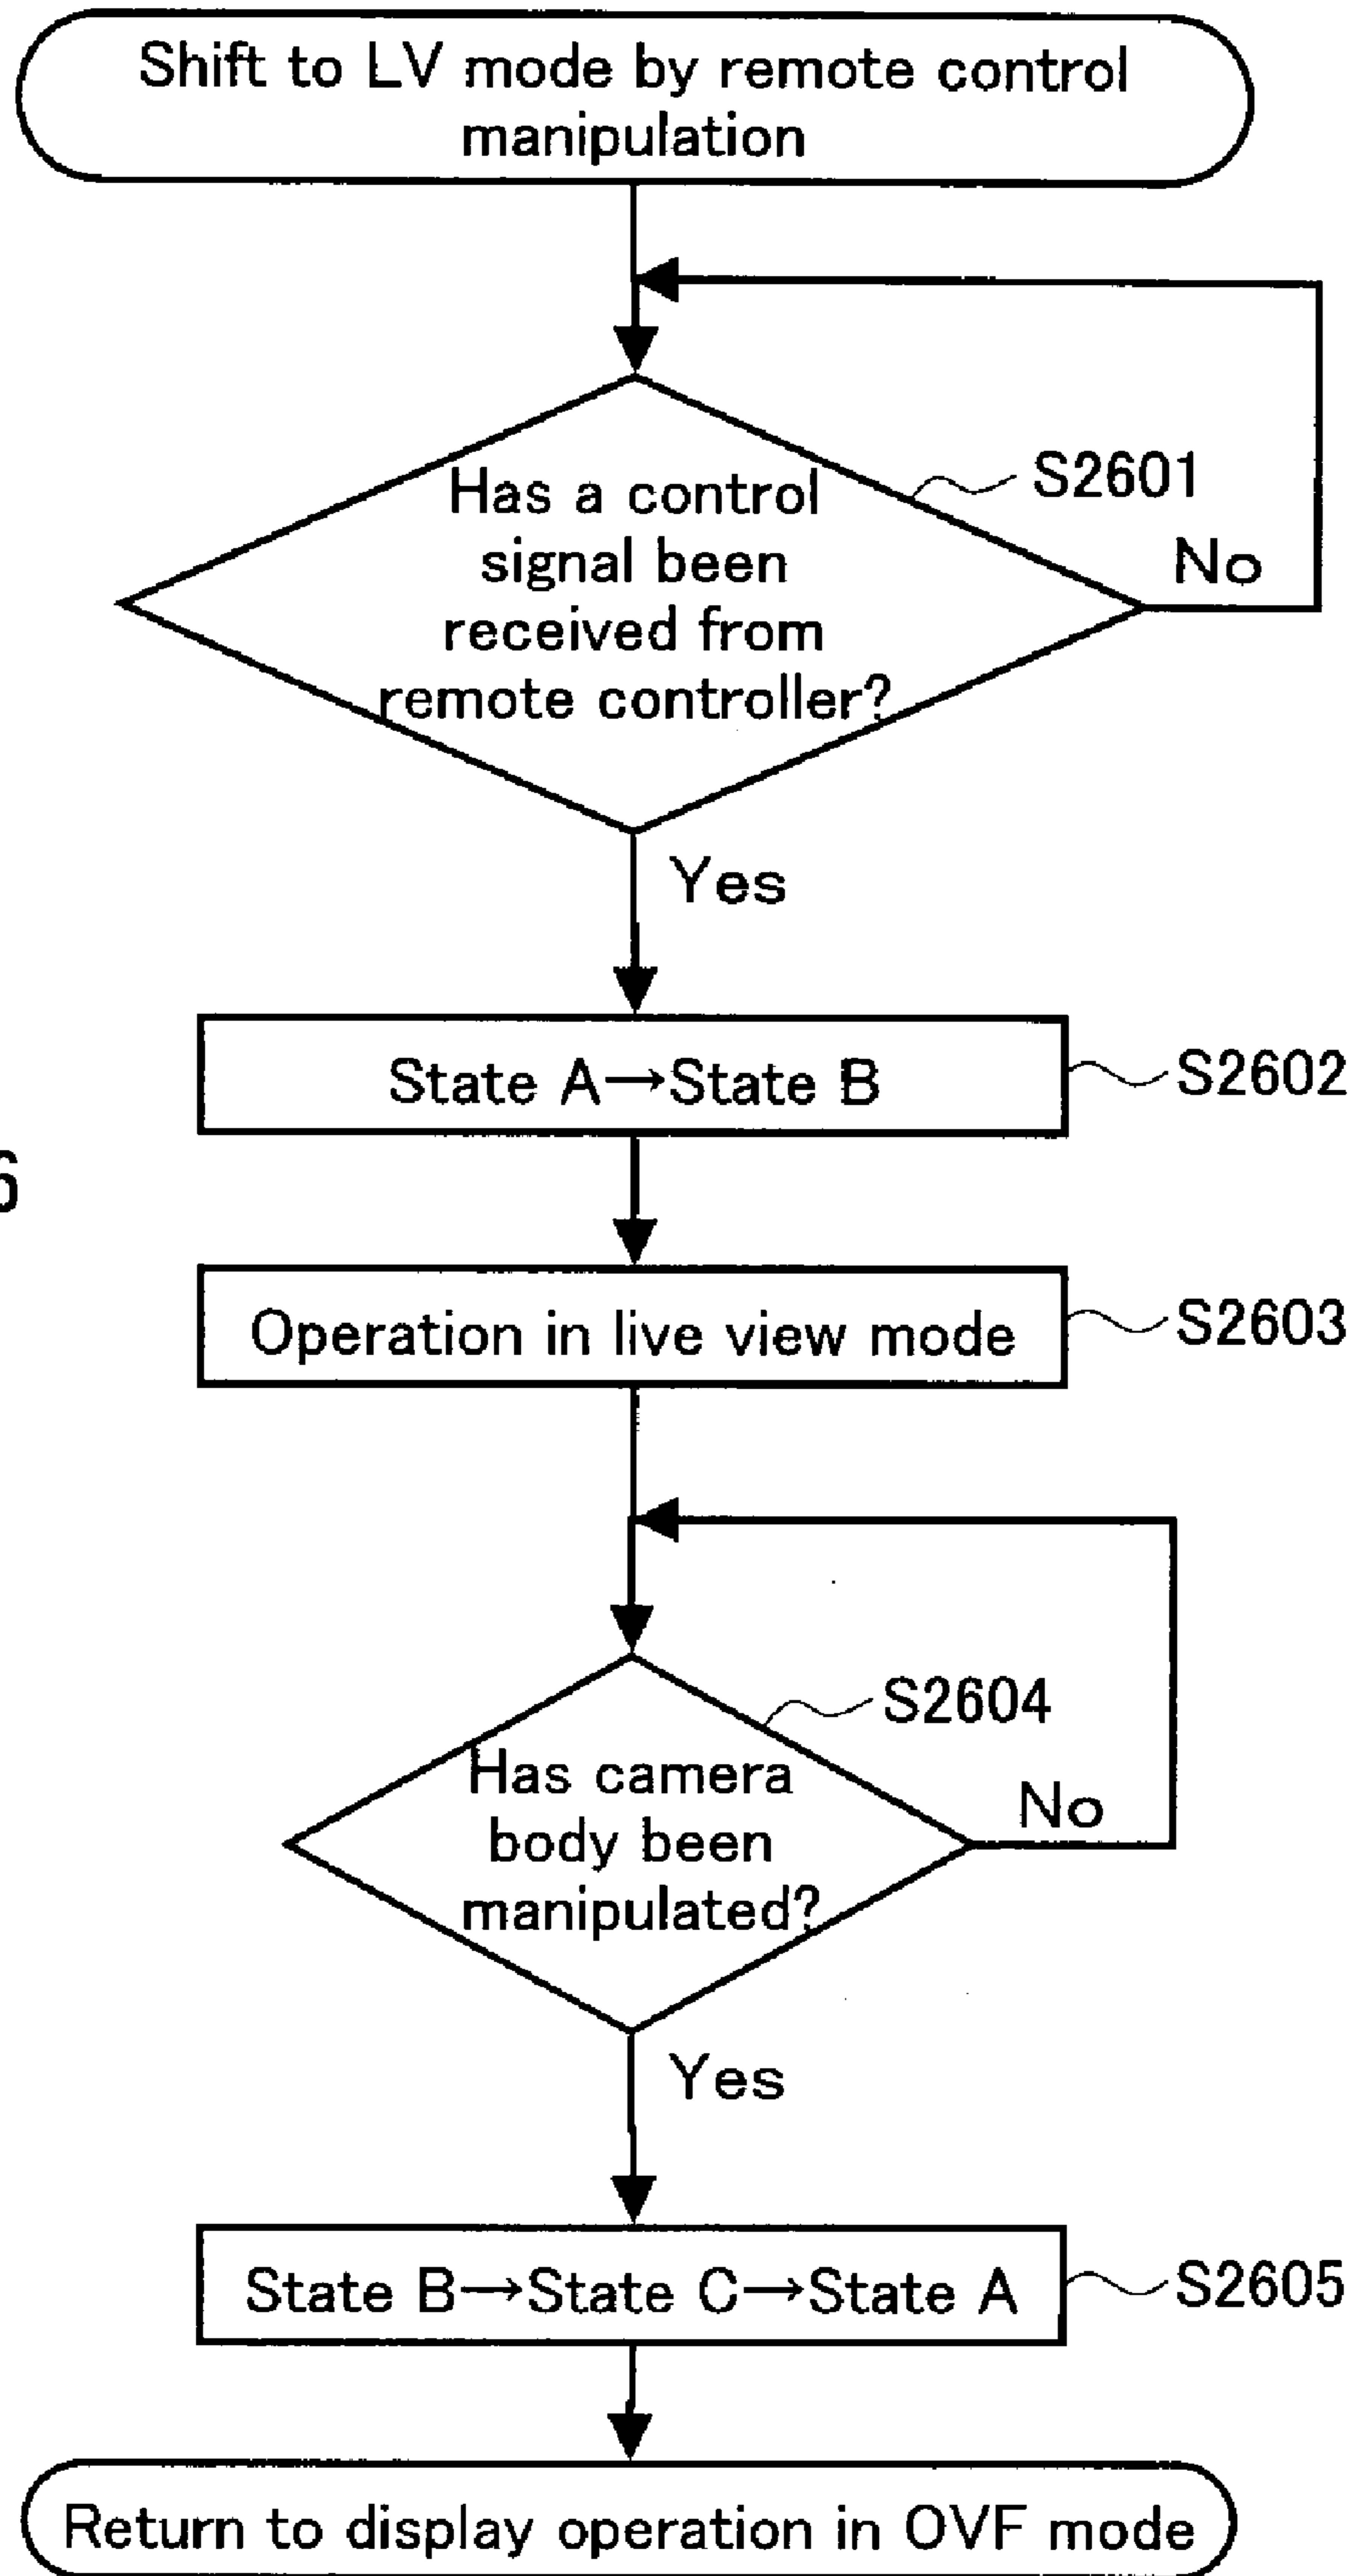 Shift to LV mode by remote control
manipulation
Has a control
signal been
received from
remote controller?
S2601
No
Yes
State A→State B
S2602
6
Operation in live view mode
S2603
Has camera
body been
manipulated?
S2604
No
Yes
State B→State C→State A
S2605
Return to display operation in OVF mode